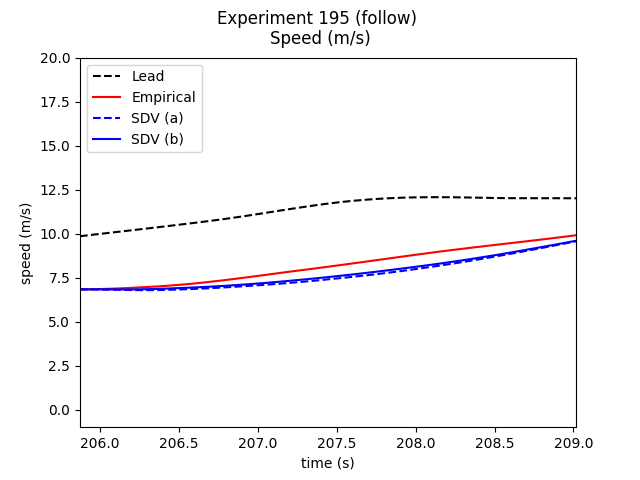 Experiment 195 (follow)
Speed (m/s)
20.0
17.5
15.0
12.5
10.0
7.5
5.0
2.5
0.0
speed (m/s)
Lead
Empirical
SDV (a)
SDV (b)
206.0 206.5 207.0 207.5 208.0 208.5 209.0
time (s)